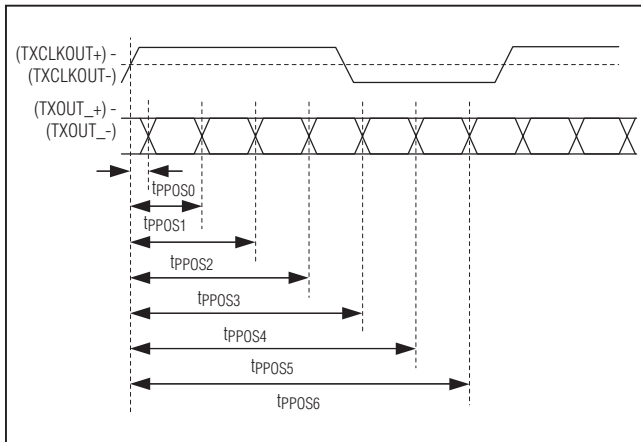 (TXCLKOUT+) -
(TXCLKOUT-)
(TXOUT_+) -
(TXOUT_-)
tPPOS0
tPPOS1
tPPOS2
tPPOS3
tPPOS4
tPPOS5
tPPOS6